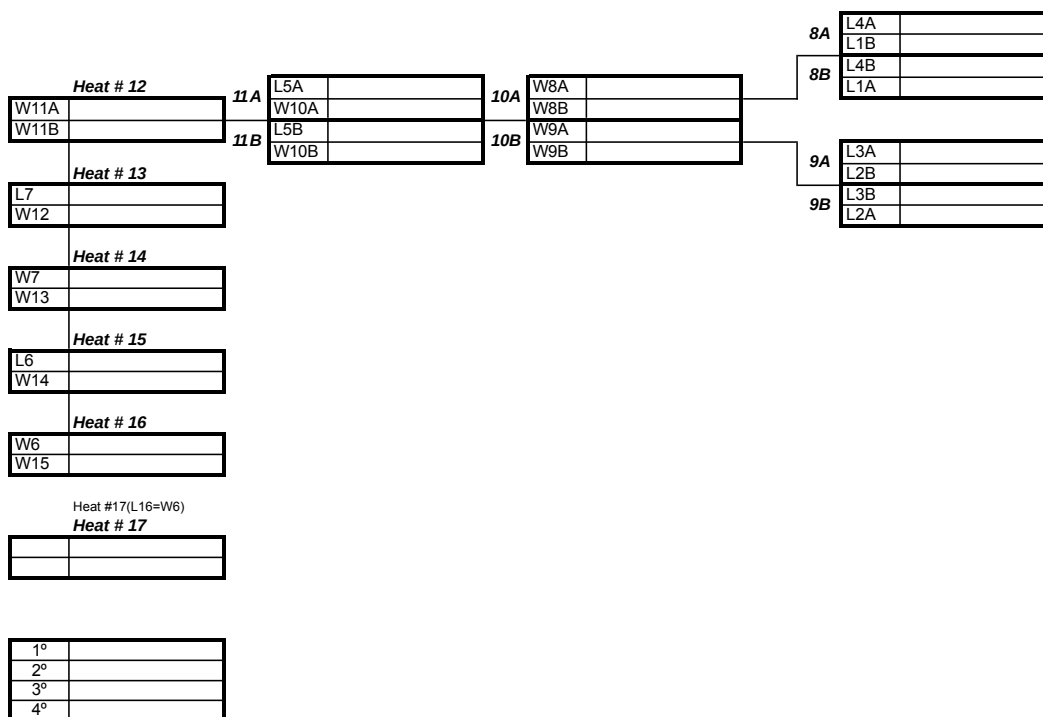 8A
L4A
L1B
8B
L4B
L1A
Heat # 12
W11A
W11B
11A
L5A
W10A
11B
L5B
W10B
10A
W8A
W8B
10B
W9A
W9B
9A
L3A
L2B
9B
L3B
L2A
Heat # 13
L7
W12
Heat # 14
W7
W13
Heat # 15
L6
W14
Heat # 16
W6
W15
Heat #17(L16=W6)
Heat # 17
1º
2º
3º
4º